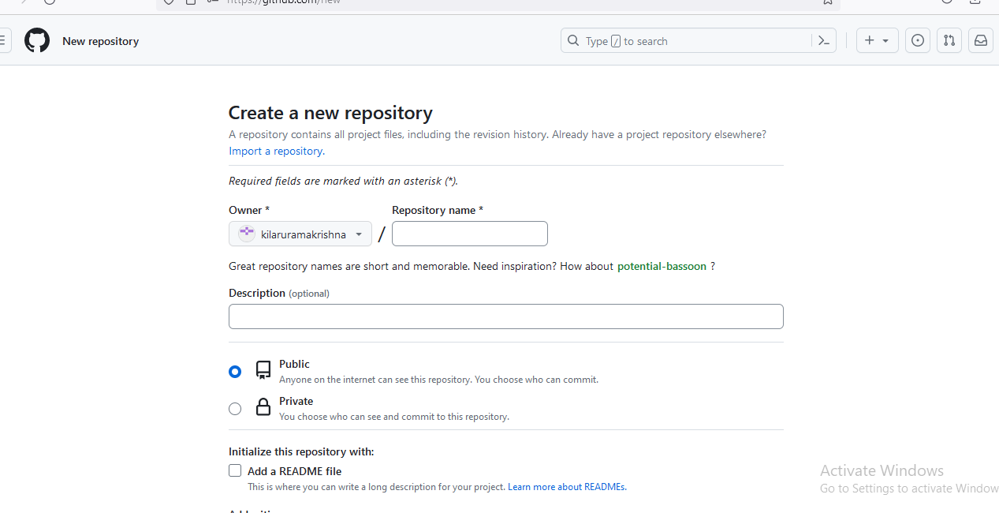 https://github.com/new
New repository
Type / to search
Create a new repository
A repository contains all project files, including the revision history. Already have a project repository elsewhere?
Import a repository.
Required fields are marked with an asterisk (*).
Owner * Repository name *
kilaruramakrishna /
Great repository names are short and memorable. Need inspiration? How about potential-bassoon ?
Description (optional)
Public
Anyone on the internet can see this repository. You choose who can commit.
Private
You choose who can see and commit to this repository.
Initialize this repository with:
Add a README file
This is where you can write a long description for your project. Learn more about READMEs.
Activate Windows
Go to Settings to activate Window